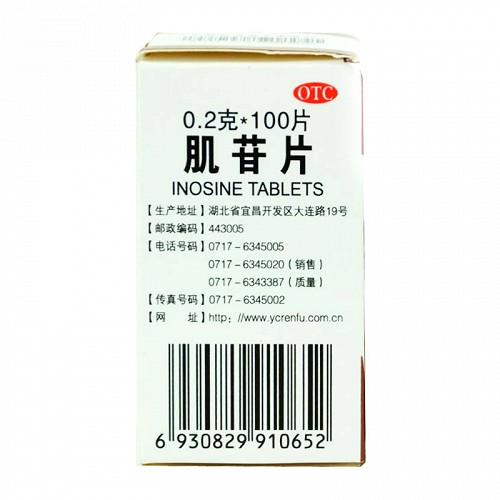 OTC
0.2克*100片
肌苷片
INOSINE TABLETS
【生产地址】湖北省宜昌开发区大连路19号
【邮政编码】443005
【电话号码】0717-6345005
0717-6345020（销售）
0717-6343387（质量）
【传真号码】0717-6345002
【网 址】http://www.ycrenfu.com.cn
6 930829 910652